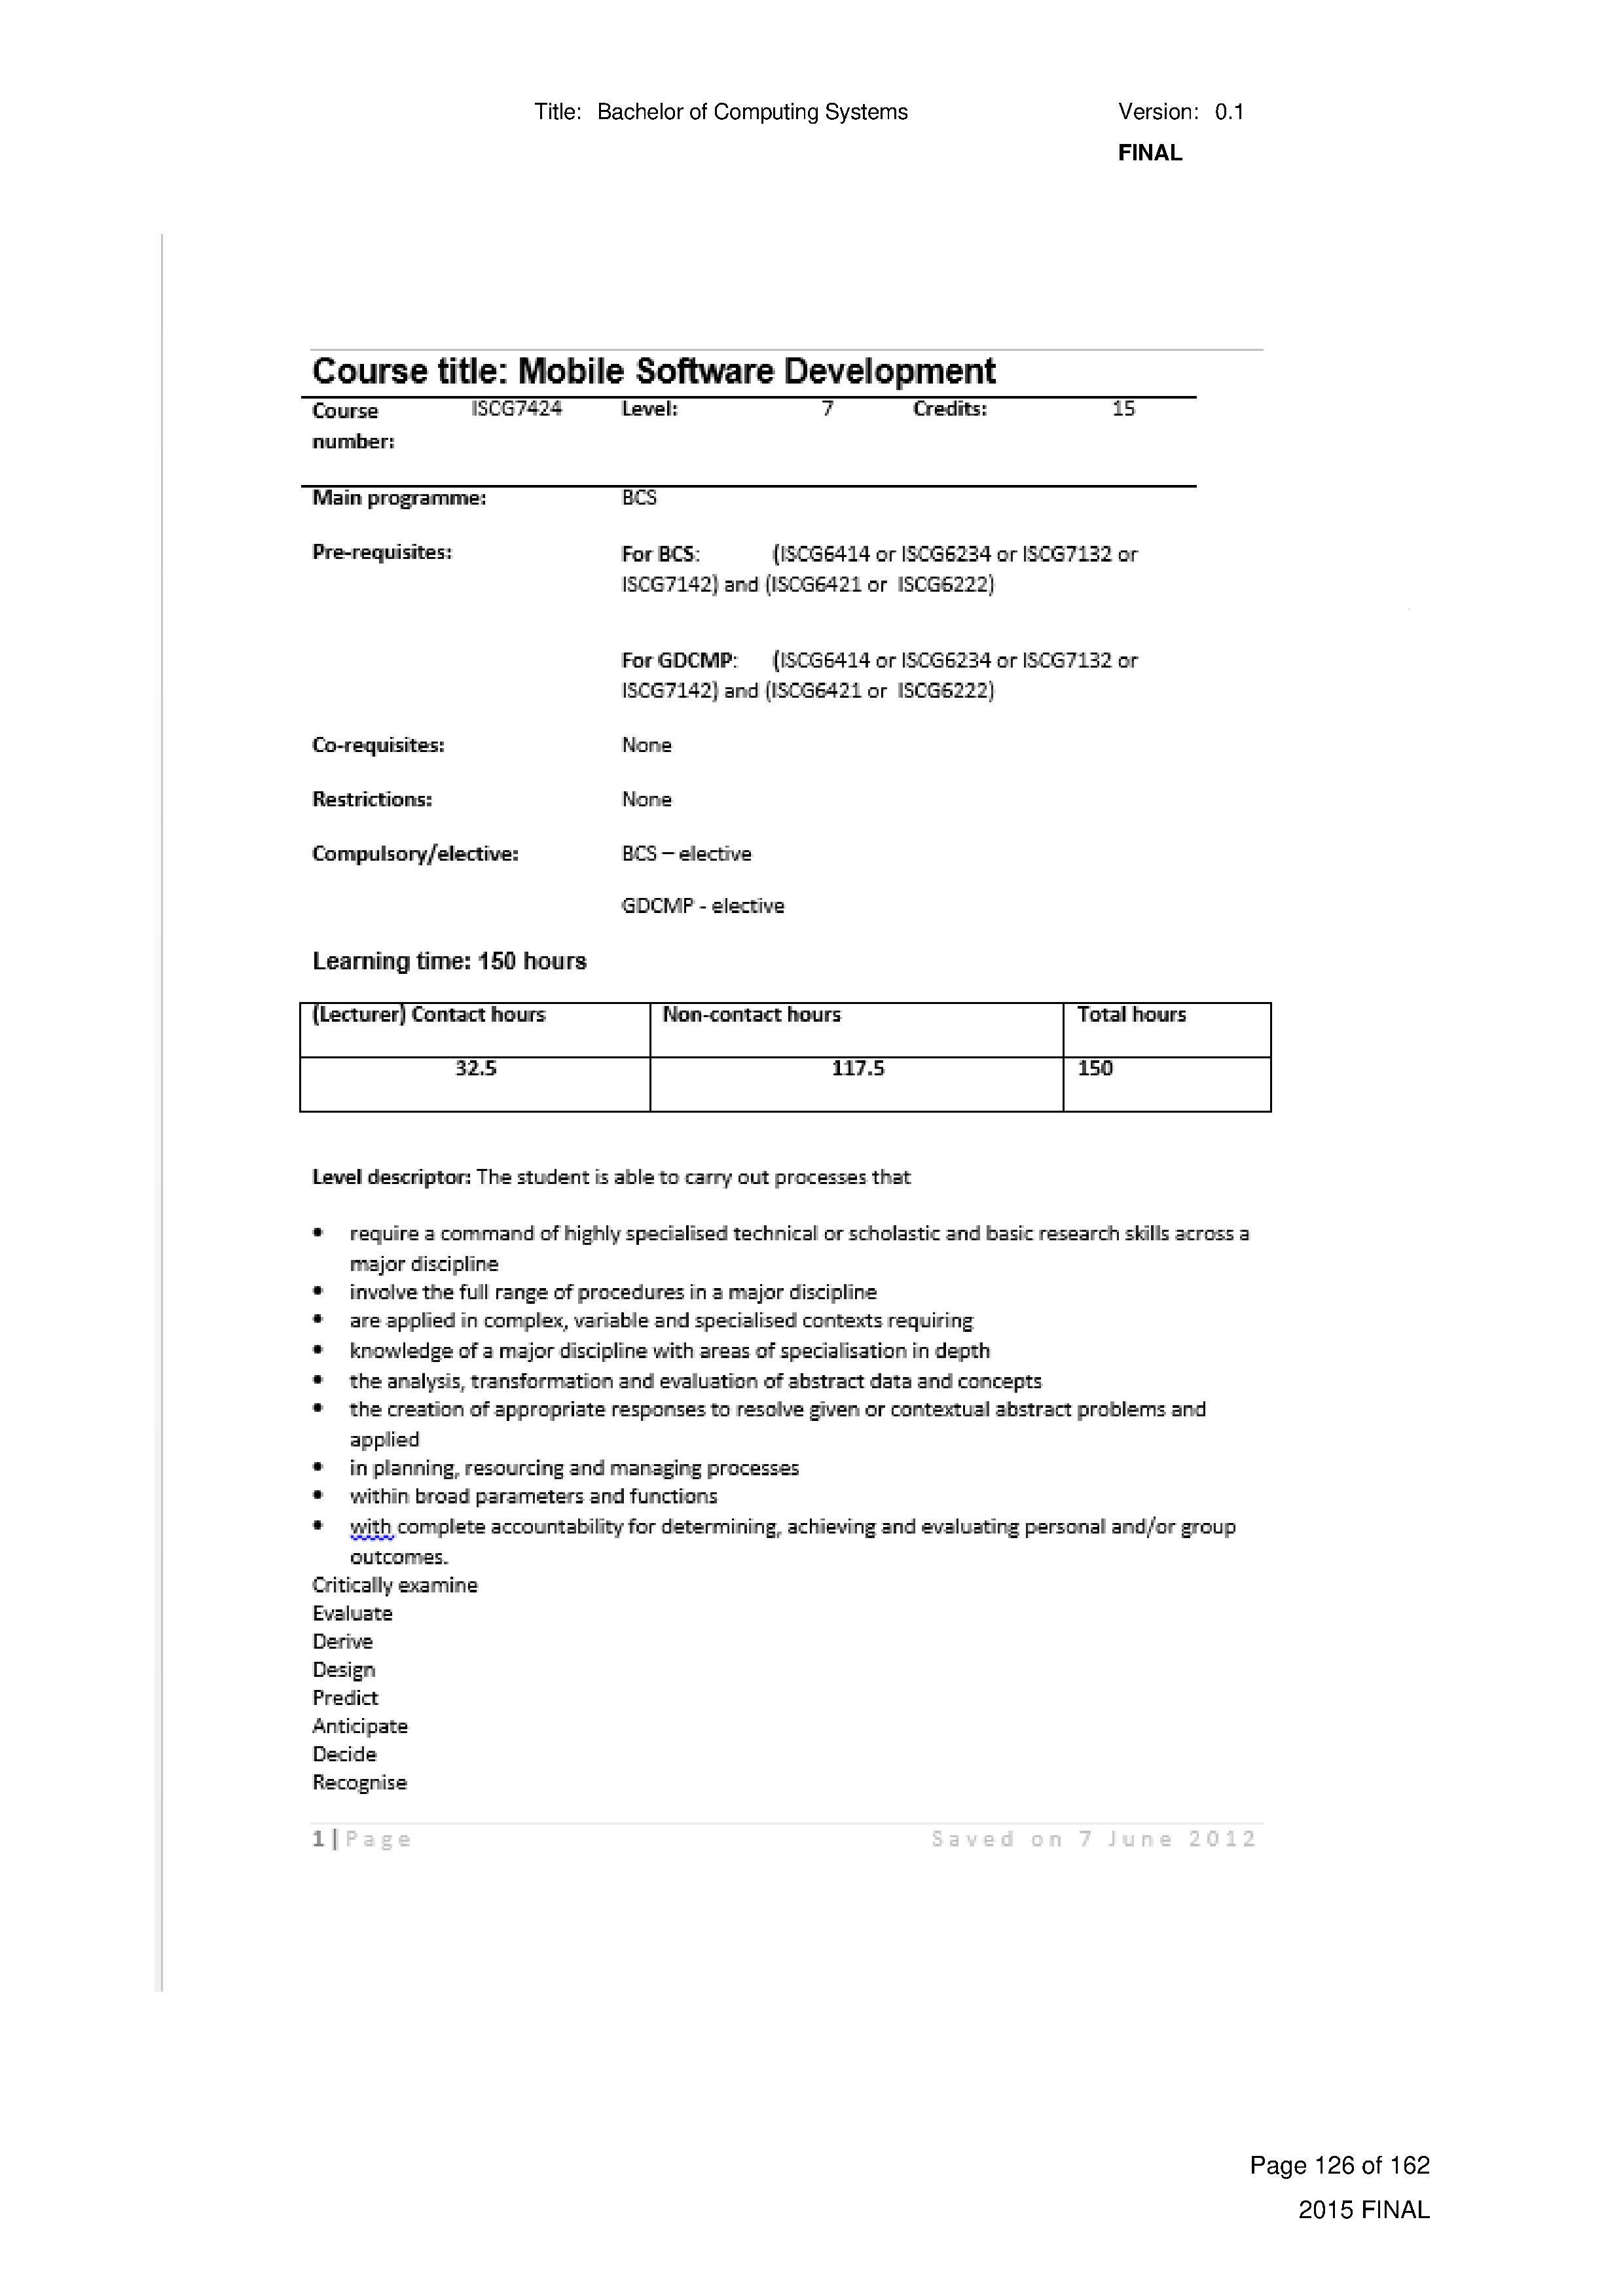 Title: Bachelor of Computing Systems Version: 0.1
FINAL
Course title: Mobile Software Development
Course ISCG7424 Level: 7 Credits: 15
number:
Main programme: BCS
Pre-requisites: For BCS: (ISCG6414 or ISCG6234 or ISCG7132 or
ISCG7142) and (ISCG6421 or ISCG6222)
For GDCMP: (ISCG6414 or ISCG6234 or ISCG7132 or
ISCG7142) and (ISCG6421 or ISCG6222)
Co-requisites: None
Restrictions: None
Compulsory/elective: BCS – elective
GDCMP - elective
Learning time: 150 hours
(Lecturer) Contact hours Non-contact hours Total hours
32.5 117.5 150
Level descriptor: The student is able to carry out processes that
• require a command of highly specialised technical or scholastic and basic research skills across a
major discipline
• involve the full range of procedures in a major discipline
• are applied in complex, variable and specialised contexts requiring
• knowledge of a major discipline with areas of specialisation in depth
• the analysis, transformation and evaluation of abstract data and concepts
• the creation of appropriate responses to resolve given or contextual abstract problems and
applied
• in planning, resourcing and managing processes
• within broad parameters and functions
• with complete accountability for determining, achieving and evaluating personal and/or group
outcomes.
Critically examine
Evaluate
Derive
Design
Predict
Anticipate
Decide
Recognise
1 | Page Saved on 7 June 2012
Page 126 of 162
2015 FINAL